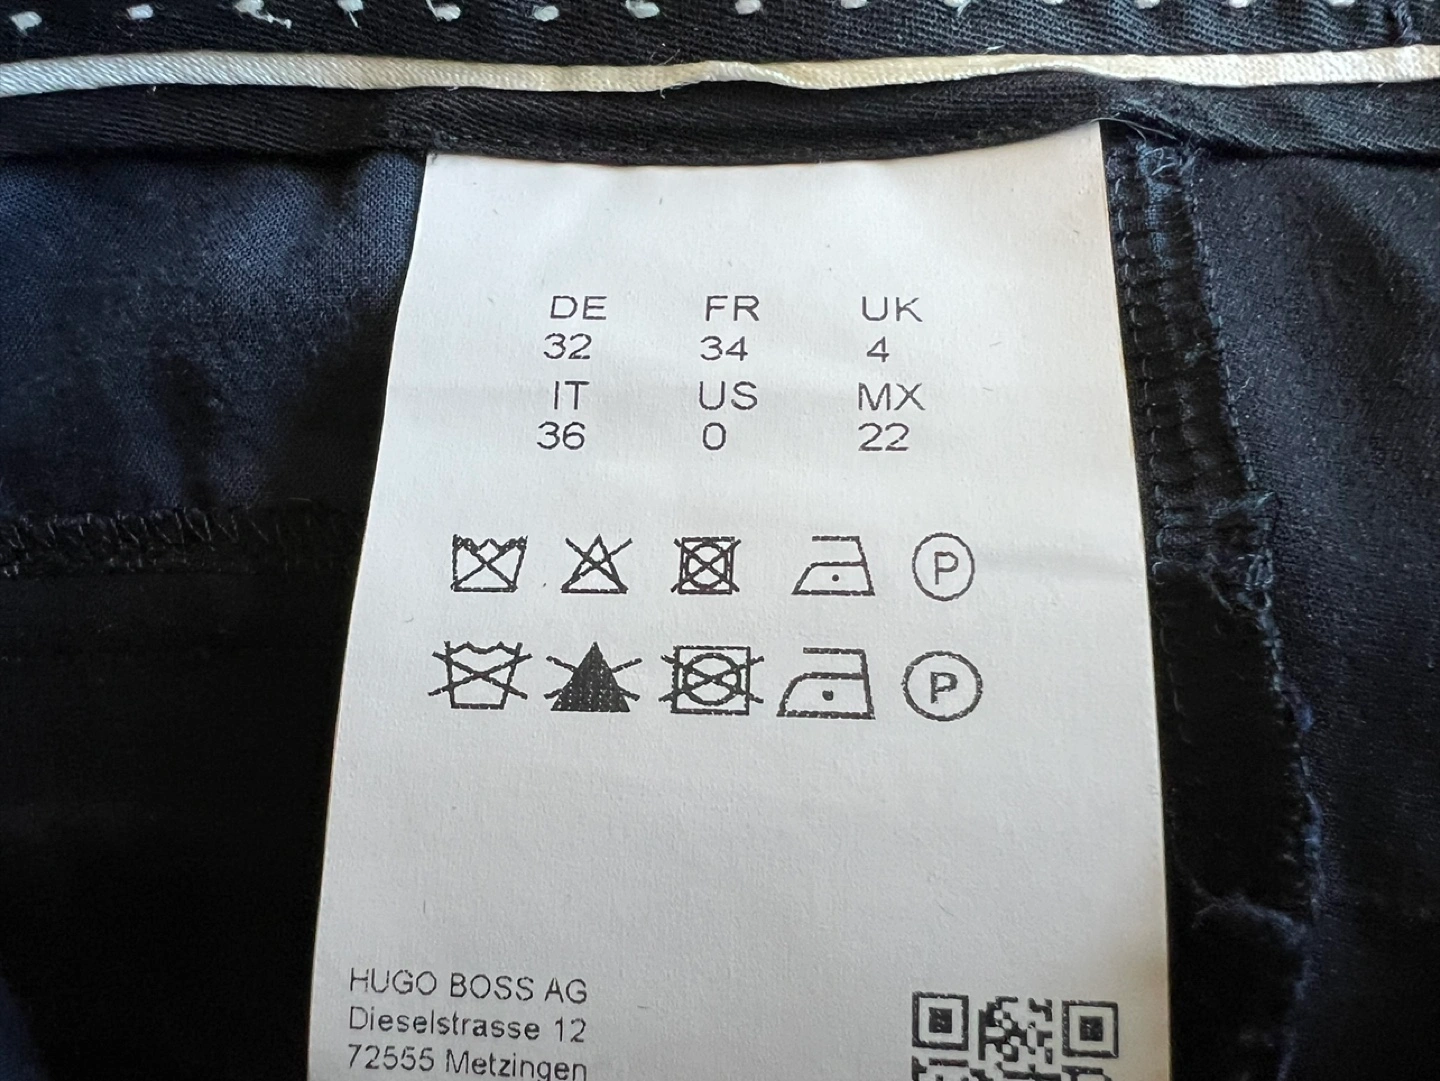 DE FR UK
32 34 4
IT US MX
36 0 22
P
P
HUGO BOSS AG
Dieselstrasse 12
72555 Metzingen